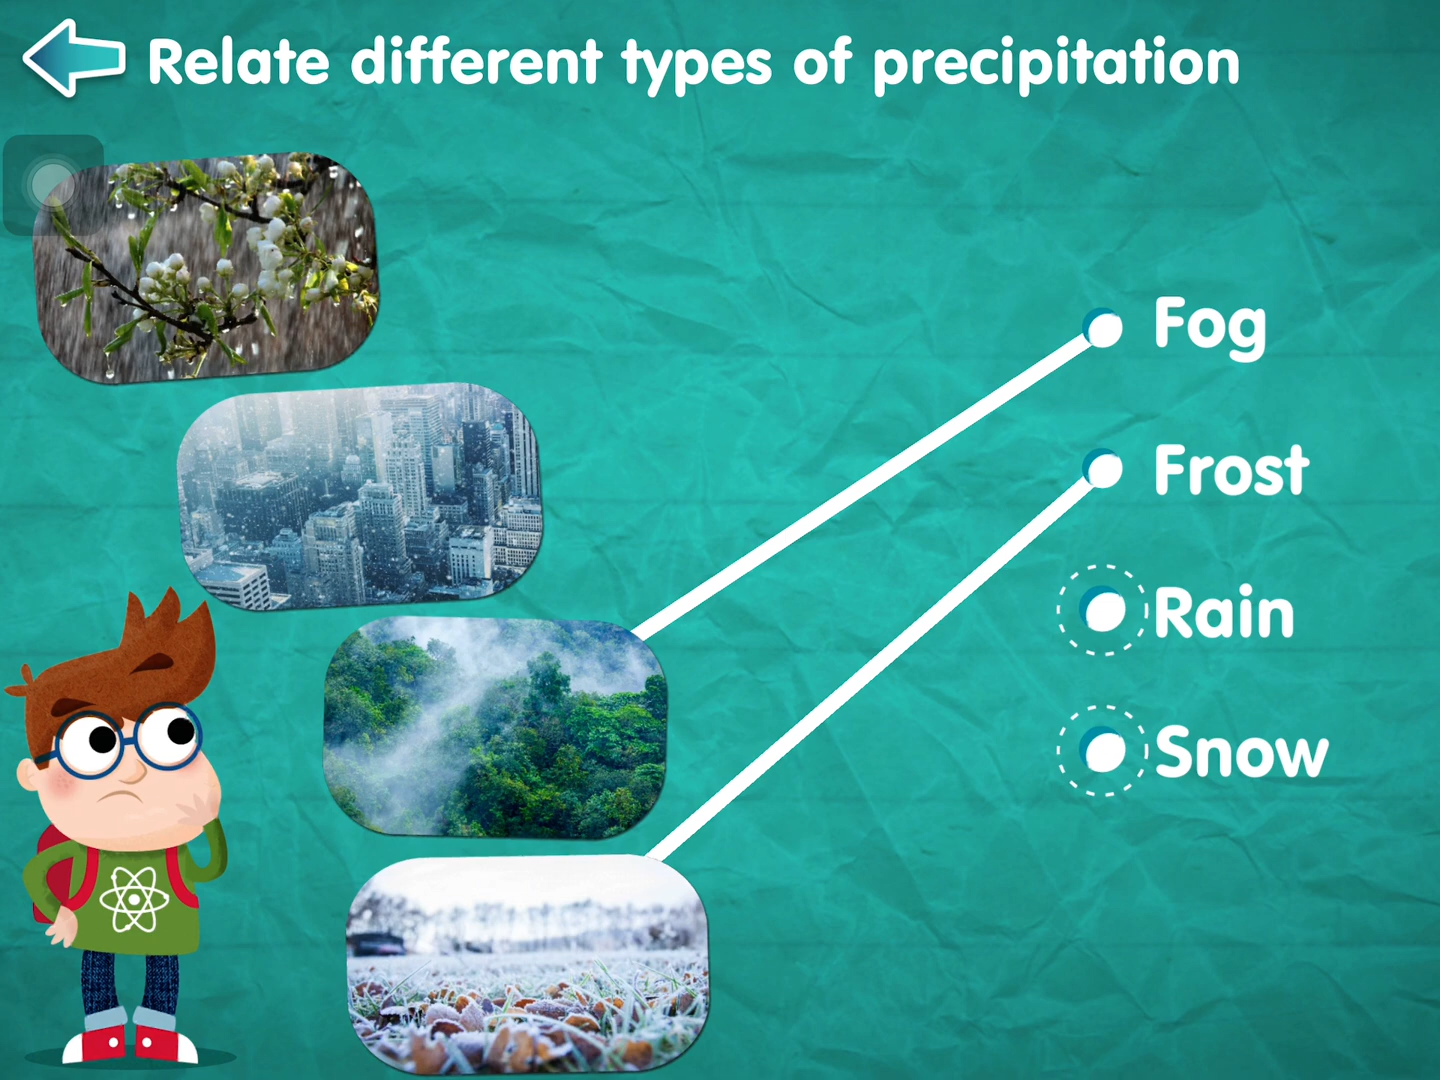 Relate different types of precipitation
Fog
Frost
Rain
Snow